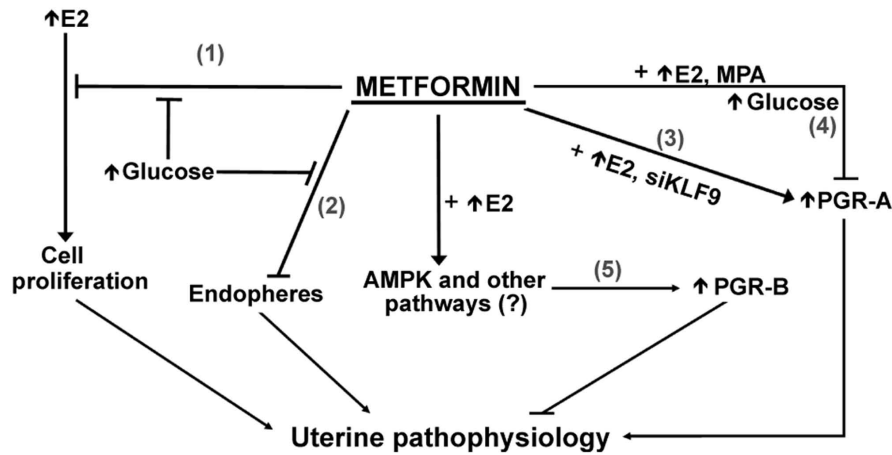 ↑E2
(1)
METFORMIN
+ ↑E2, MPA
↑ Glucose
(4)
(3)
+ ↑E2, siKLF9
↑ Glucose
(2)
+ ↑E2
↑PGR-A
Cell
proliferation
Endopheres
AMPK and other
pathways (?)
(5)
↑ PGR-B
Uterine pathophysiology